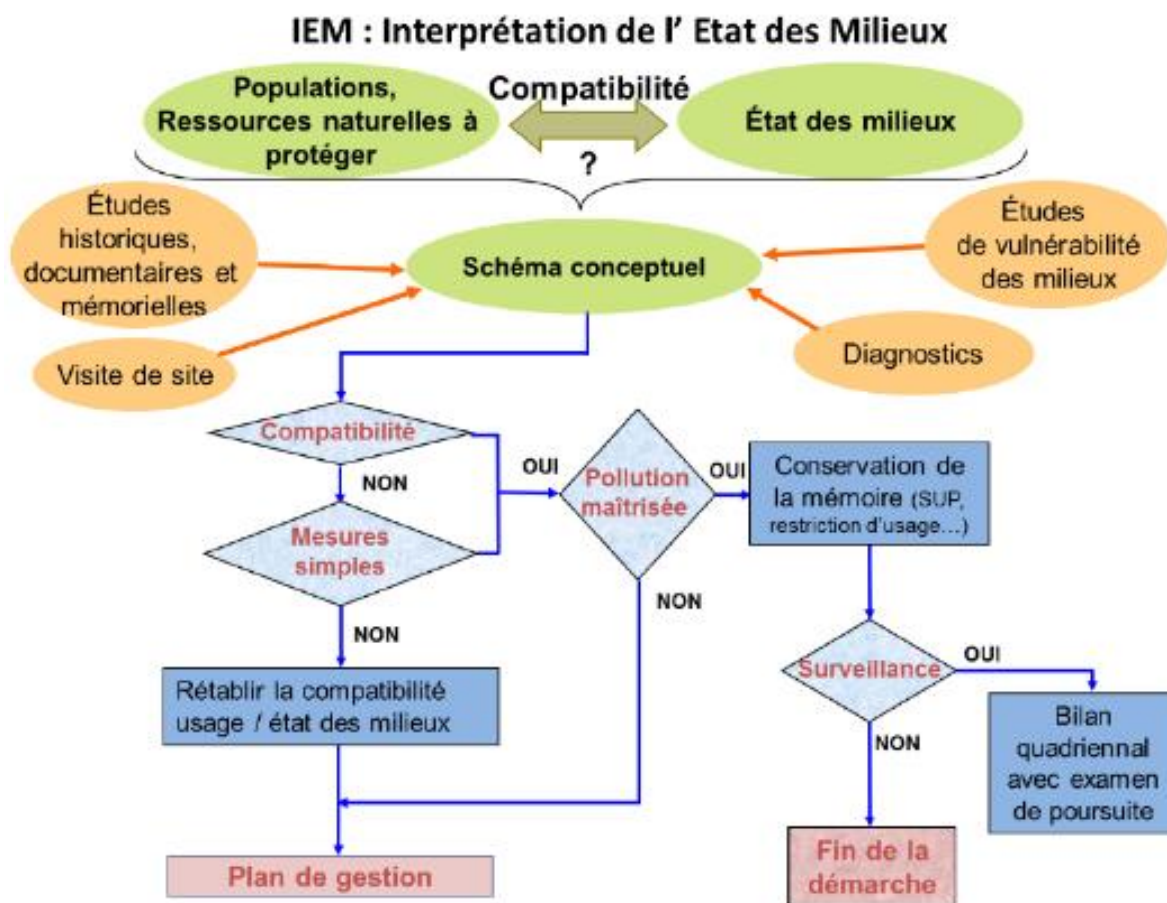 IEM : Interprétation de l’ Etat des Milieux
Populations,
Ressources naturelles à
protéger
Compatibilité
?
État des milieux
Études
historiques,
documentaires et
mémorielles
Schéma conceptuel
Études
de vulnérabilité
des milieux
Visite de site
Diagnostics
Compatibilité
NON
OUI
Mesures
simples
NON
Pollution
maîtrisée
OUI
NON
Conservation de
la mémoire (SUP,
restriction d’usage…)
Rétablir la compatibilité
usage / état des milieux
Surveillance
OUI
NON
Bilan
quadriennal
avec examen
de poursuite
Plan de gestion
Fin de la
démarche